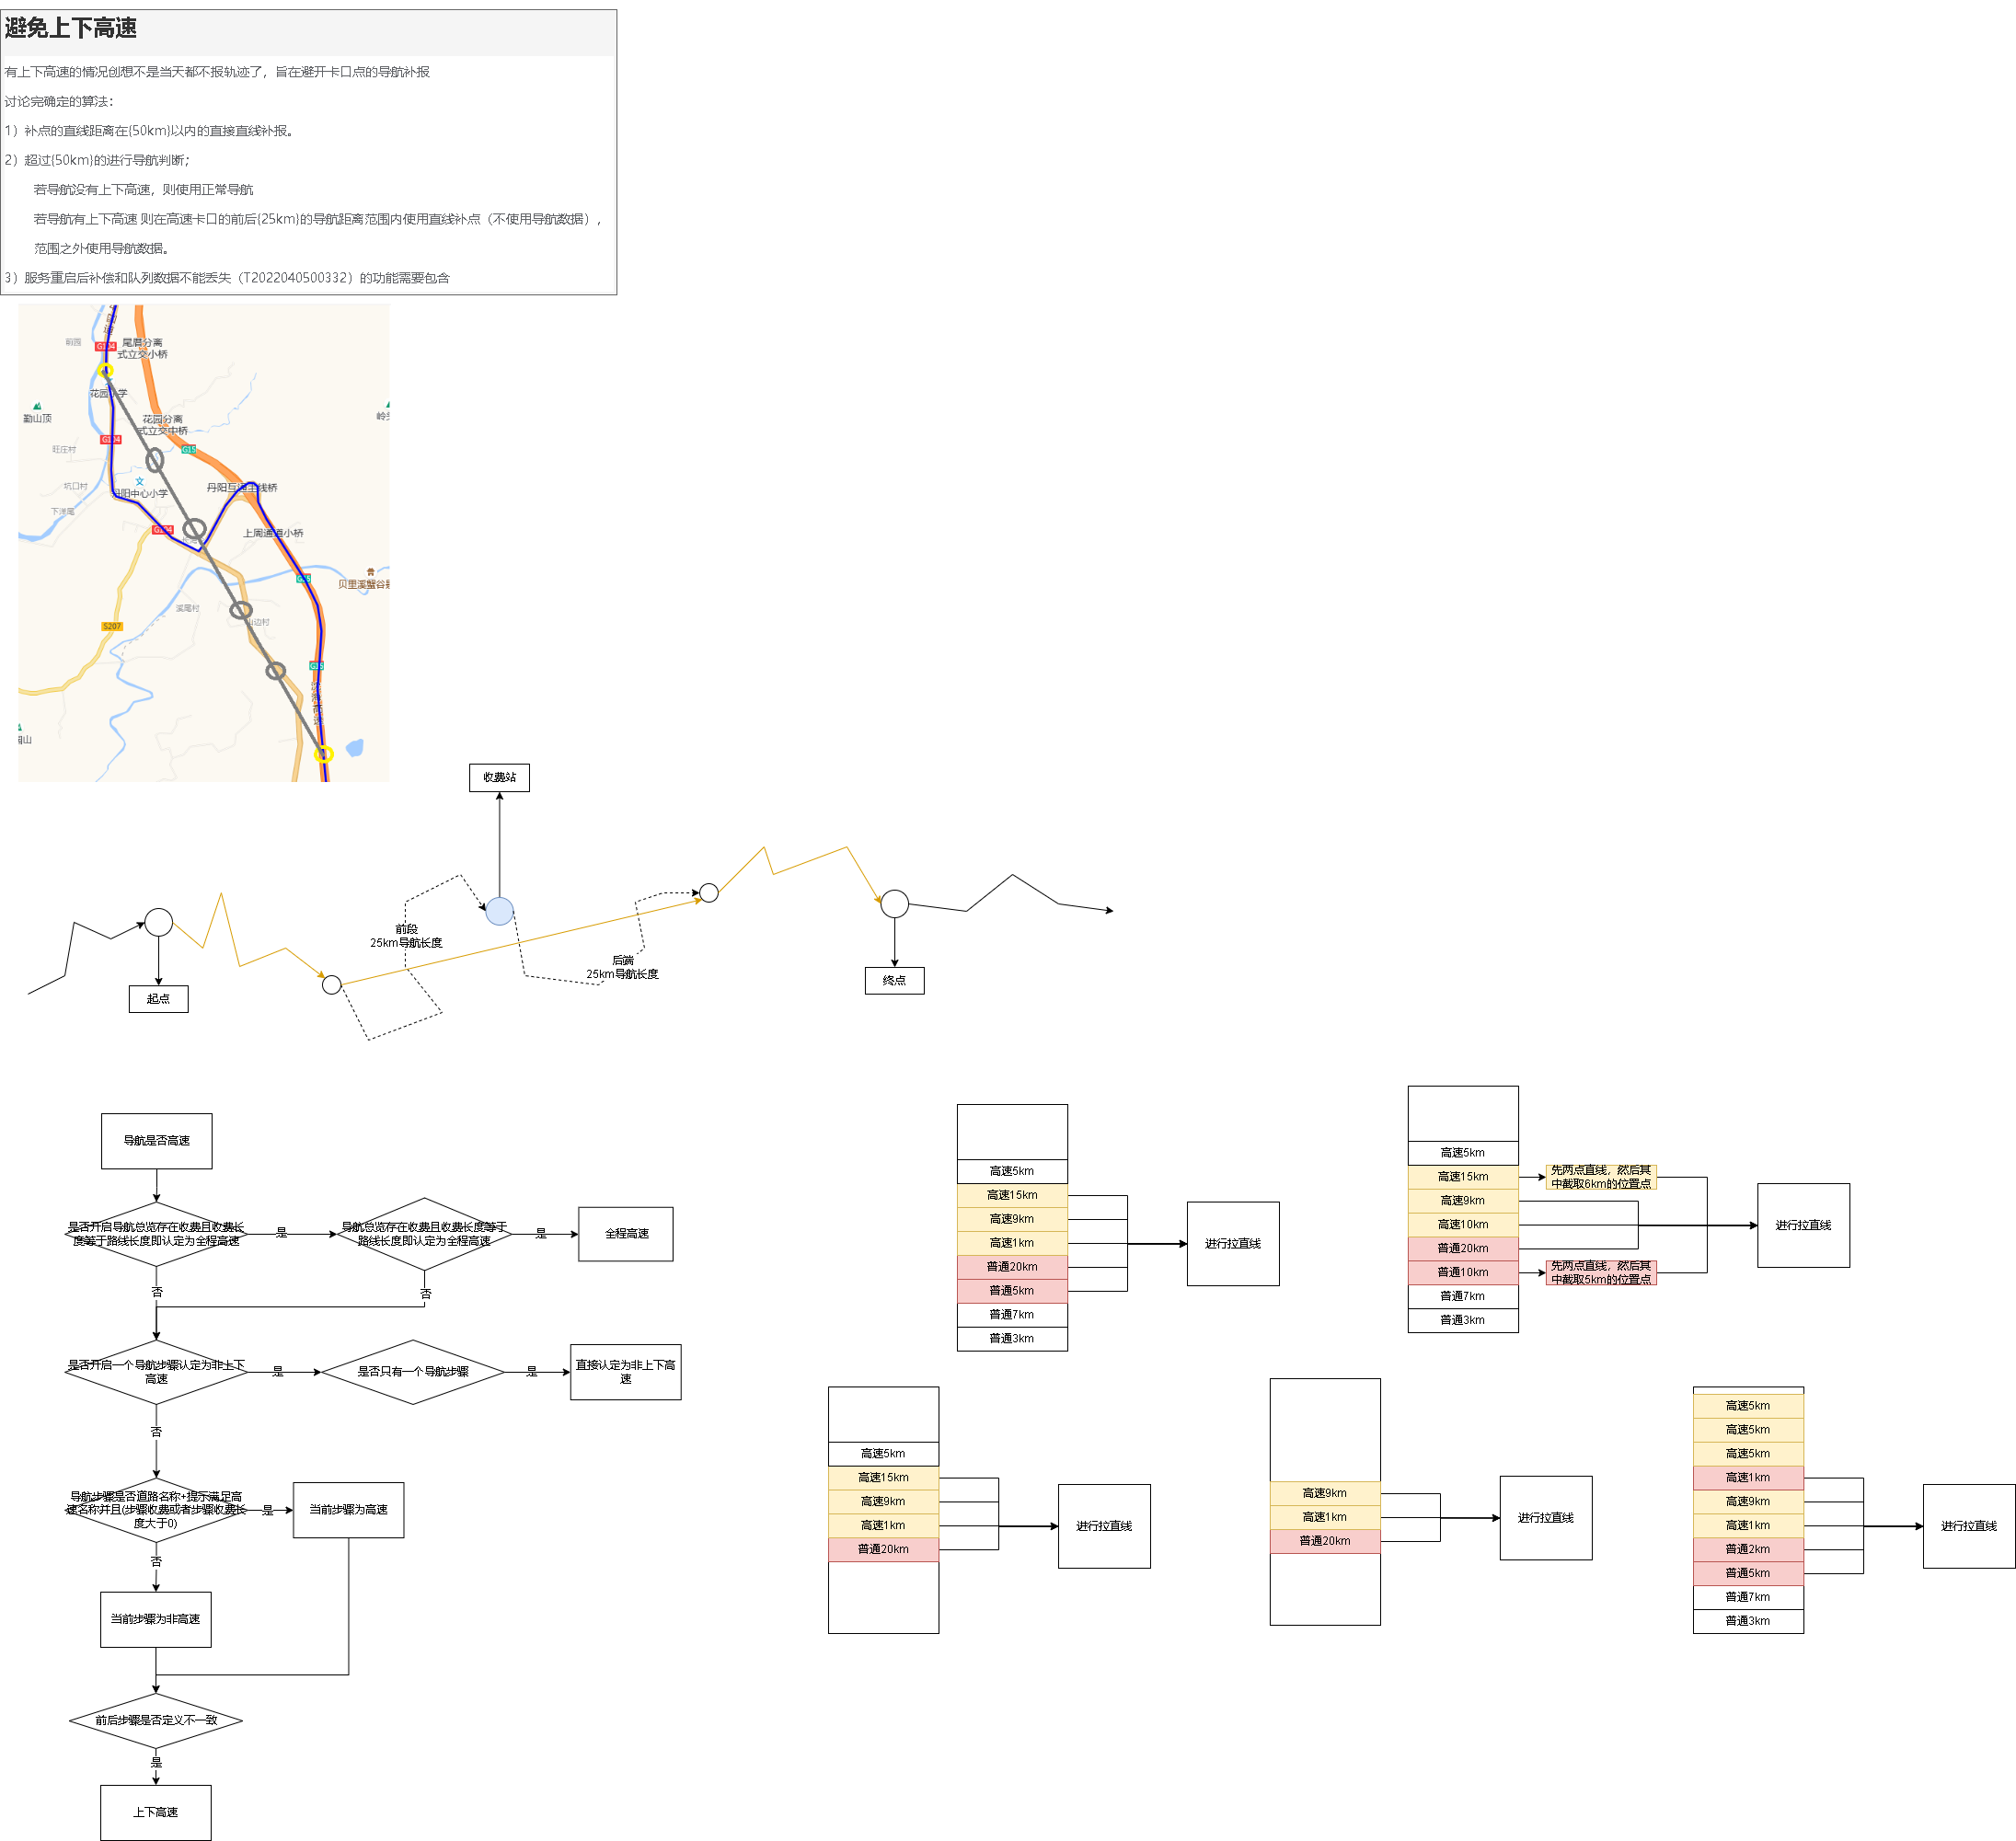 避免上下高速
有上下高速的情况创想不是当天都不报轨迹了，旨在避开卡口点的导航补报
讨论完确定的算法：
1）补点的直线距离在{50km}以内的直接直线补报。
2）超过{50km}的进行导航判断；
若导航没有上下高速，则使用正常导航
若导航有上下高速 则在高速卡口的前后{25km}的导航距离范围内使用直线补点（不使用导航数据），
范围之外使用导航数据。
3）服务重启后补偿和队列数据不能丢失（T2022040500332）的功能需要包含
尾厝分离
式立交小桥
花园小学
勤山顶
花园分离
式立交中桥
G15
旺庄村
坑口村
丹阳中心小学
丹阳互通主线桥
下洋尾
上周通道小桥
贝里溪蟹谷
溪尾村
山边村
S207
收费站
前段
25km导航长度
后端
25km导航长度
起点
终点
导航是否高速
是否开启导航总览存在收费且收费长
度等于路线长度即认定为全程高速
是
导航总览存在收费且收费长度等于
路线长度即认定为全程高速
是
全程高速
否
否
是否开启一个导航步骤认定为非上下
高速
是
是否只有一个导航步骤
是
直接认定为非上下高
速
否
导航步骤是否道路名称+提示满足高
速名称并且(步骤收费或者步骤收费长
度大于0)
是
当前步骤为高速
否
当前步骤为非高速
前后步骤是否定义不一致
是
上下高速
高速5km
高速15km
高速9km
高速1km
普通20km
普通5km
普通7km
普通3km
进行拉直线
高速5km
高速15km
高速9km
高速10km
普通20km
普通10km
普通7km
普通3km
先两点直线，然后其
中截取6km的位置点
先两点直线，然后其
中截取5km的位置点
进行拉直线
高速5km
高速15km
高速9km
高速1km
普通20km
进行拉直线
高速9km
高速1km
普通20km
进行拉直线
高速5km
高速5km
高速5km
高速1km
高速9km
高速1km
普通2km
普通5km
普通7km
普通3km
进行拉直线